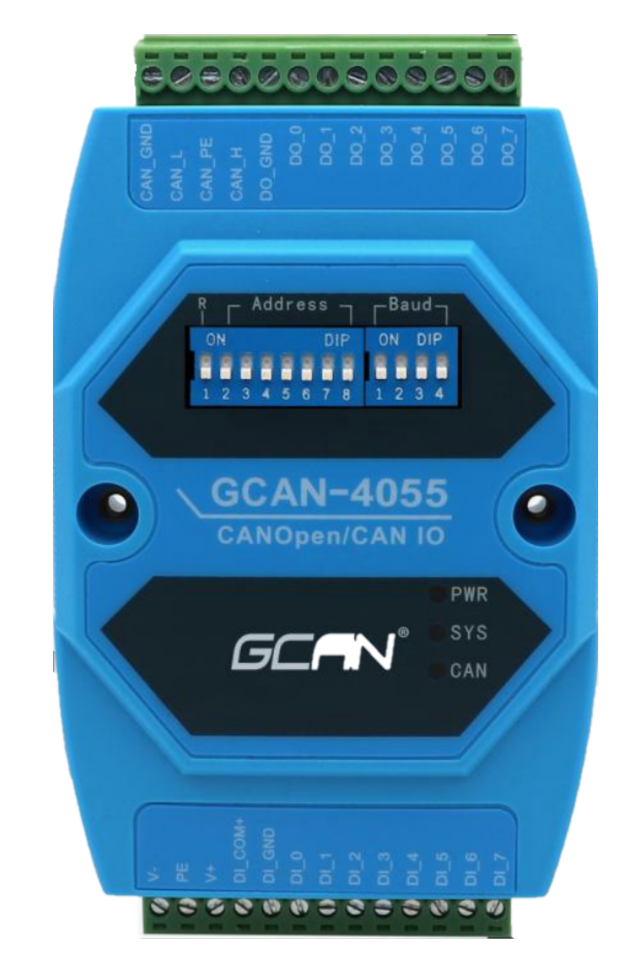 CAN_GND CAN_L CAN_PE CAN_H DO_GND DO_0 DO_1 DO_2 DO_3 DO_4 DO_5 DO_6 DO_7
R Address Baud
ON DIP ON DIP
1 2 3 4 5 6 7 8 1 2 3 4
GCAN-4055
CANOpen/CAN IO
PWR
SYS
GCAN®
CAN
V- PE V+ DI_COM+ DI_GND DI_0 DI_1 DI_2 DI_3 DI_4 DI_5 DI_6 DI_7